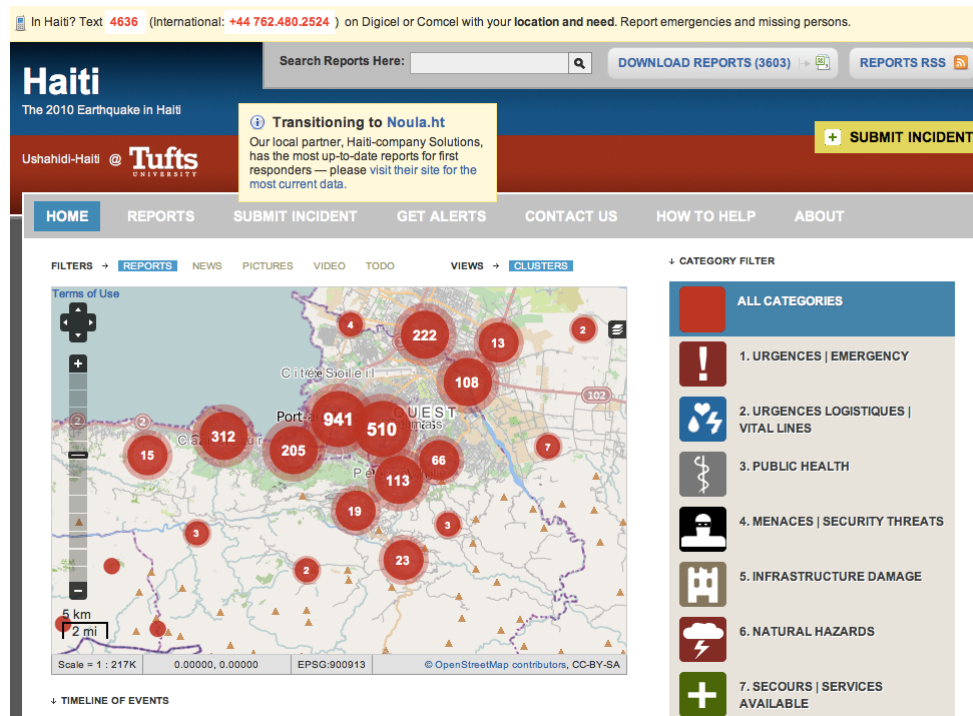 In Haiti? Text 4636 (International: +44 762.480.2524 ) on Digicel or Comcel with your location and need. Report emergencies and missing persons.
Haiti
The 2010 Earthquake in Haiti
Search Reports Here:
DOWNLOAD REPORTS (3603)
REPORTS RSS
Transitioning to Noula.ht
Our local partner, Haiti-company Solutions,
has the most up-to-date reports for first
responders — please visit their site for the
most current data.
SUBMIT INCIDENT
Ushahidi-Haiti @ Tufts
UNIVERSITY
HOME REPORTS SUBMIT INCIDENT GET ALERTS CONTACT US HOW TO HELP ABOUT
FILTERS → REPORTS NEWS PICTURES VIDEO TODO VIEWS → CLUSTERS
Terms of Use
4
222
13
2
Cité Soleil
108
102
Port-
941
OUEST
510
2
2
312
205
15
66
7
113
19
3
3
23
2
5 km
2 mi
Scale = 1 : 217K 0.00000, 0.00000 EPSG:900913 © OpenStreetMap contributors, CC-BY-SA
↓ TIMELINE OF EVENTS
↓ CATEGORY FILTER
ALL CATEGORIES
1. URGENCES | EMERGENCY
2. URGENCES LOGISTIQUES |
VITAL LINES
3. PUBLIC HEALTH
4. MENACES | SECURITY THREATS
5. INFRASTRUCTURE DAMAGE
6. NATURAL HAZARDS
7. SECOURS | SERVICES
AVAILABLE